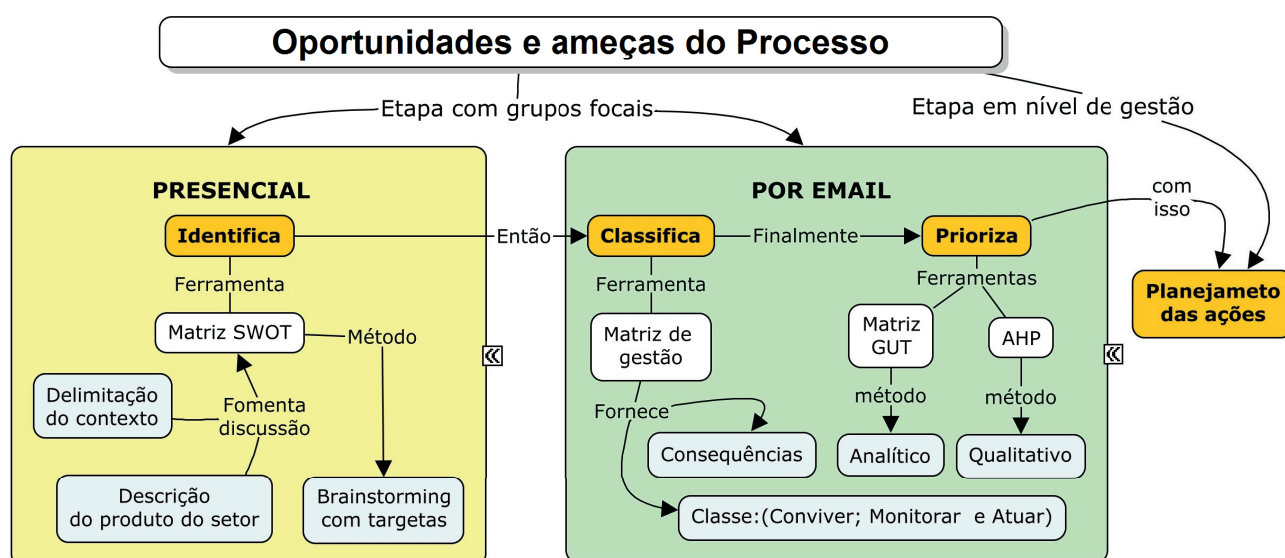 Oportunidades e ameças do Processo
Etapa com grupos focais
Etapa em nível de gestão
PRESENCIAL
Identifica
Ferramenta
Matriz SWOT
Método
Delimitação
do contexto
Fomenta
discussão
Descrição
do produto do setor
Brainstorming
com targetas
Então
POR EMAIL
Classifica
Finalmente
Prioriza
Ferramenta
Matriz de
gestão
Fornece
Consequências
Classe:(Conviver; Monitorar e Atuar)
Ferramentas
Matriz
GUT
AHP
método
método
Analítico
Qualitativo
com
isso
Planejameto
das ações